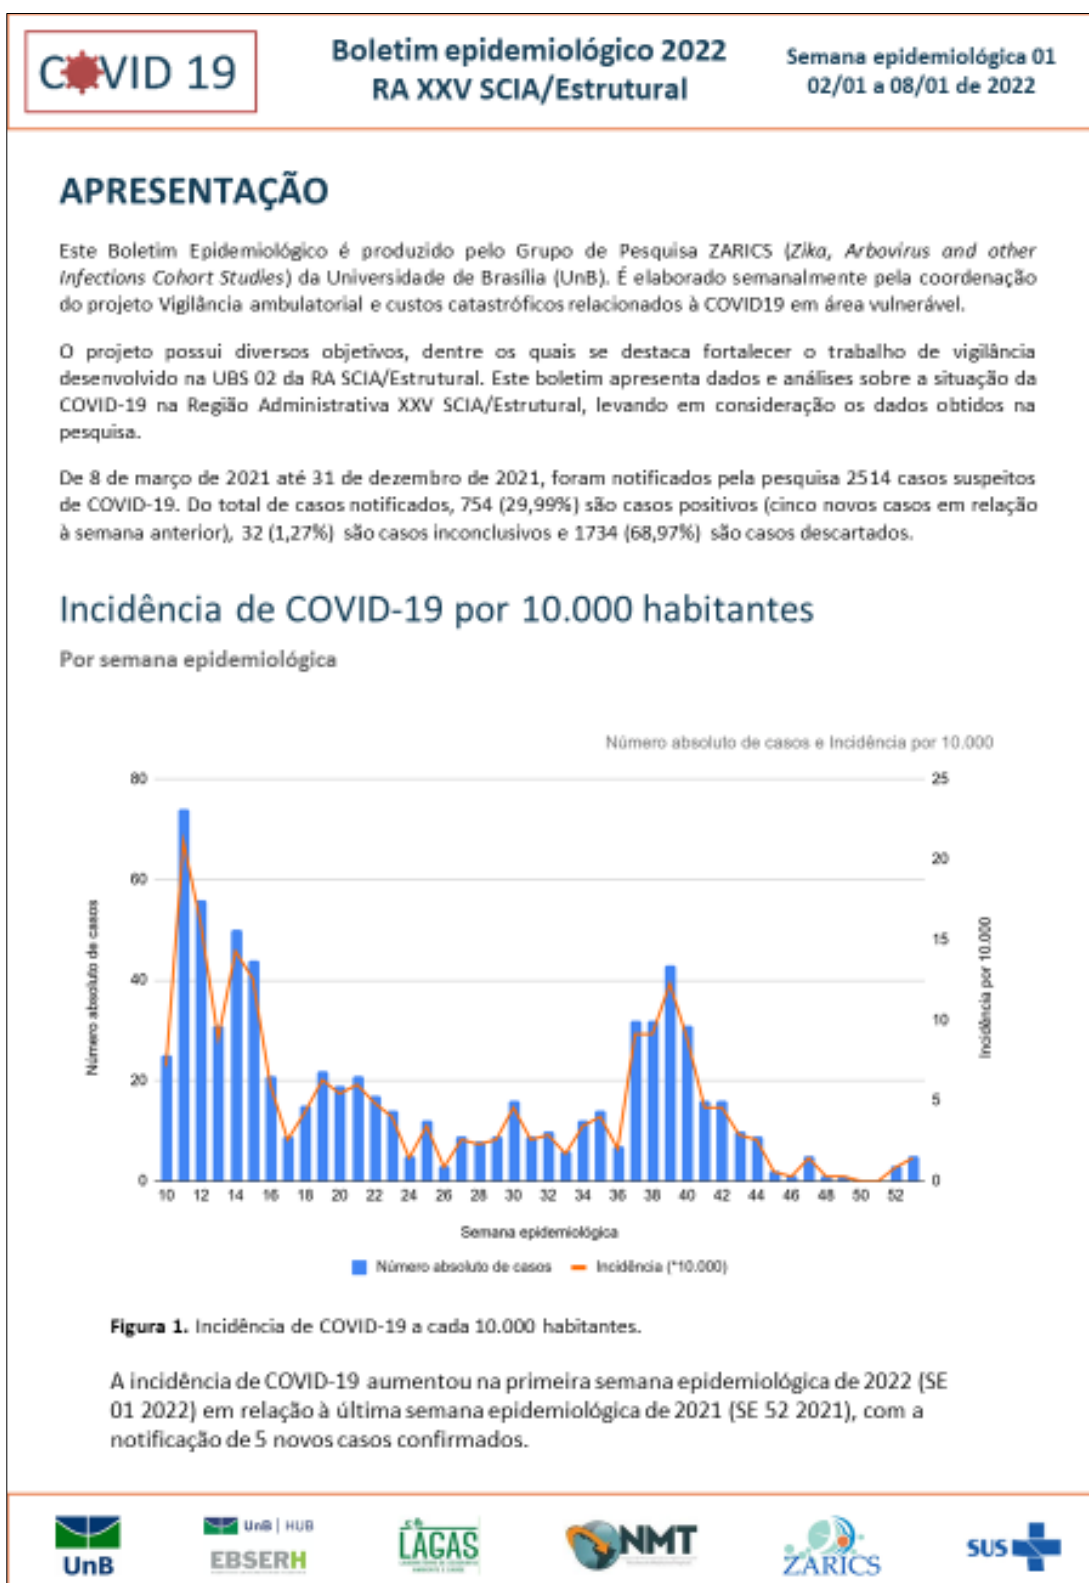 COVID 19
Boletim epidemiológico 2022
RA XXV SCIA/Estrutural
Semana epidemiológica 01
02/01 a 08/01 de 2022
APRESENTAÇÃO
Este Boletim Epidemiológico é produzido pelo Grupo de Pesquisa ZARICS (Zika, Arbovirus and other
Infections Cohort Studies) da Universidade de Brasília (UnB). É elaborado semanalmente pela coordenação
do projeto Vigilância ambulatorial e custos catastróficos relacionados à COVID19 em área vulnerável.
O projeto possui diversos objetivos, dentre os quais se destaca fortalecer o trabalho de vigilância
desenvolvido na UBS 02 da RA SCIA/Estrutural. Este boletim apresenta dados e análises sobre a situação da
COVID-19 na Região Administrativa XXV SCIA/Estrutural, levando em consideração os dados obtidos na
pesquisa.
De 8 de março de 2021 até 31 de dezembro de 2021, foram notificados pela pesquisa 2514 casos suspeitos
de COVID-19. Do total de casos notificados, 754 (29,99%) são casos positivos (cinco novos casos em relação
à semana anterior), 32 (1,27%) são casos inconclusivos e 1734 (68,97%) são casos descartados.
Incidência de COVID-19 por 10.000 habitantes
Por semana epidemiológica
Número absoluto de casos e Incidência por 10.000
80
60
40
20
0
Número absoluto de casos
25
20
15
10
5
0
Incidência por 10.000
10 12 14 16 18 20 22 24 26 28 30 32 34 36 38 40 42 44 46 48 50 52
Semana epidemiológica
Número absoluto de casos Incidência (*10.000)
Figura 1. Incidência de COVID-19 a cada 10.000 habitantes.
A incidência de COVID-19 aumentou na primeira semana epidemiológica de 2022 (SE
01 2022) em relação à última semana epidemiológica de 2021 (SE 52 2021), com a
notificação de 5 novos casos confirmados.
UnB
UnB | HUB
EBSERH
LAGAS
NMT
ZARICS
SUS